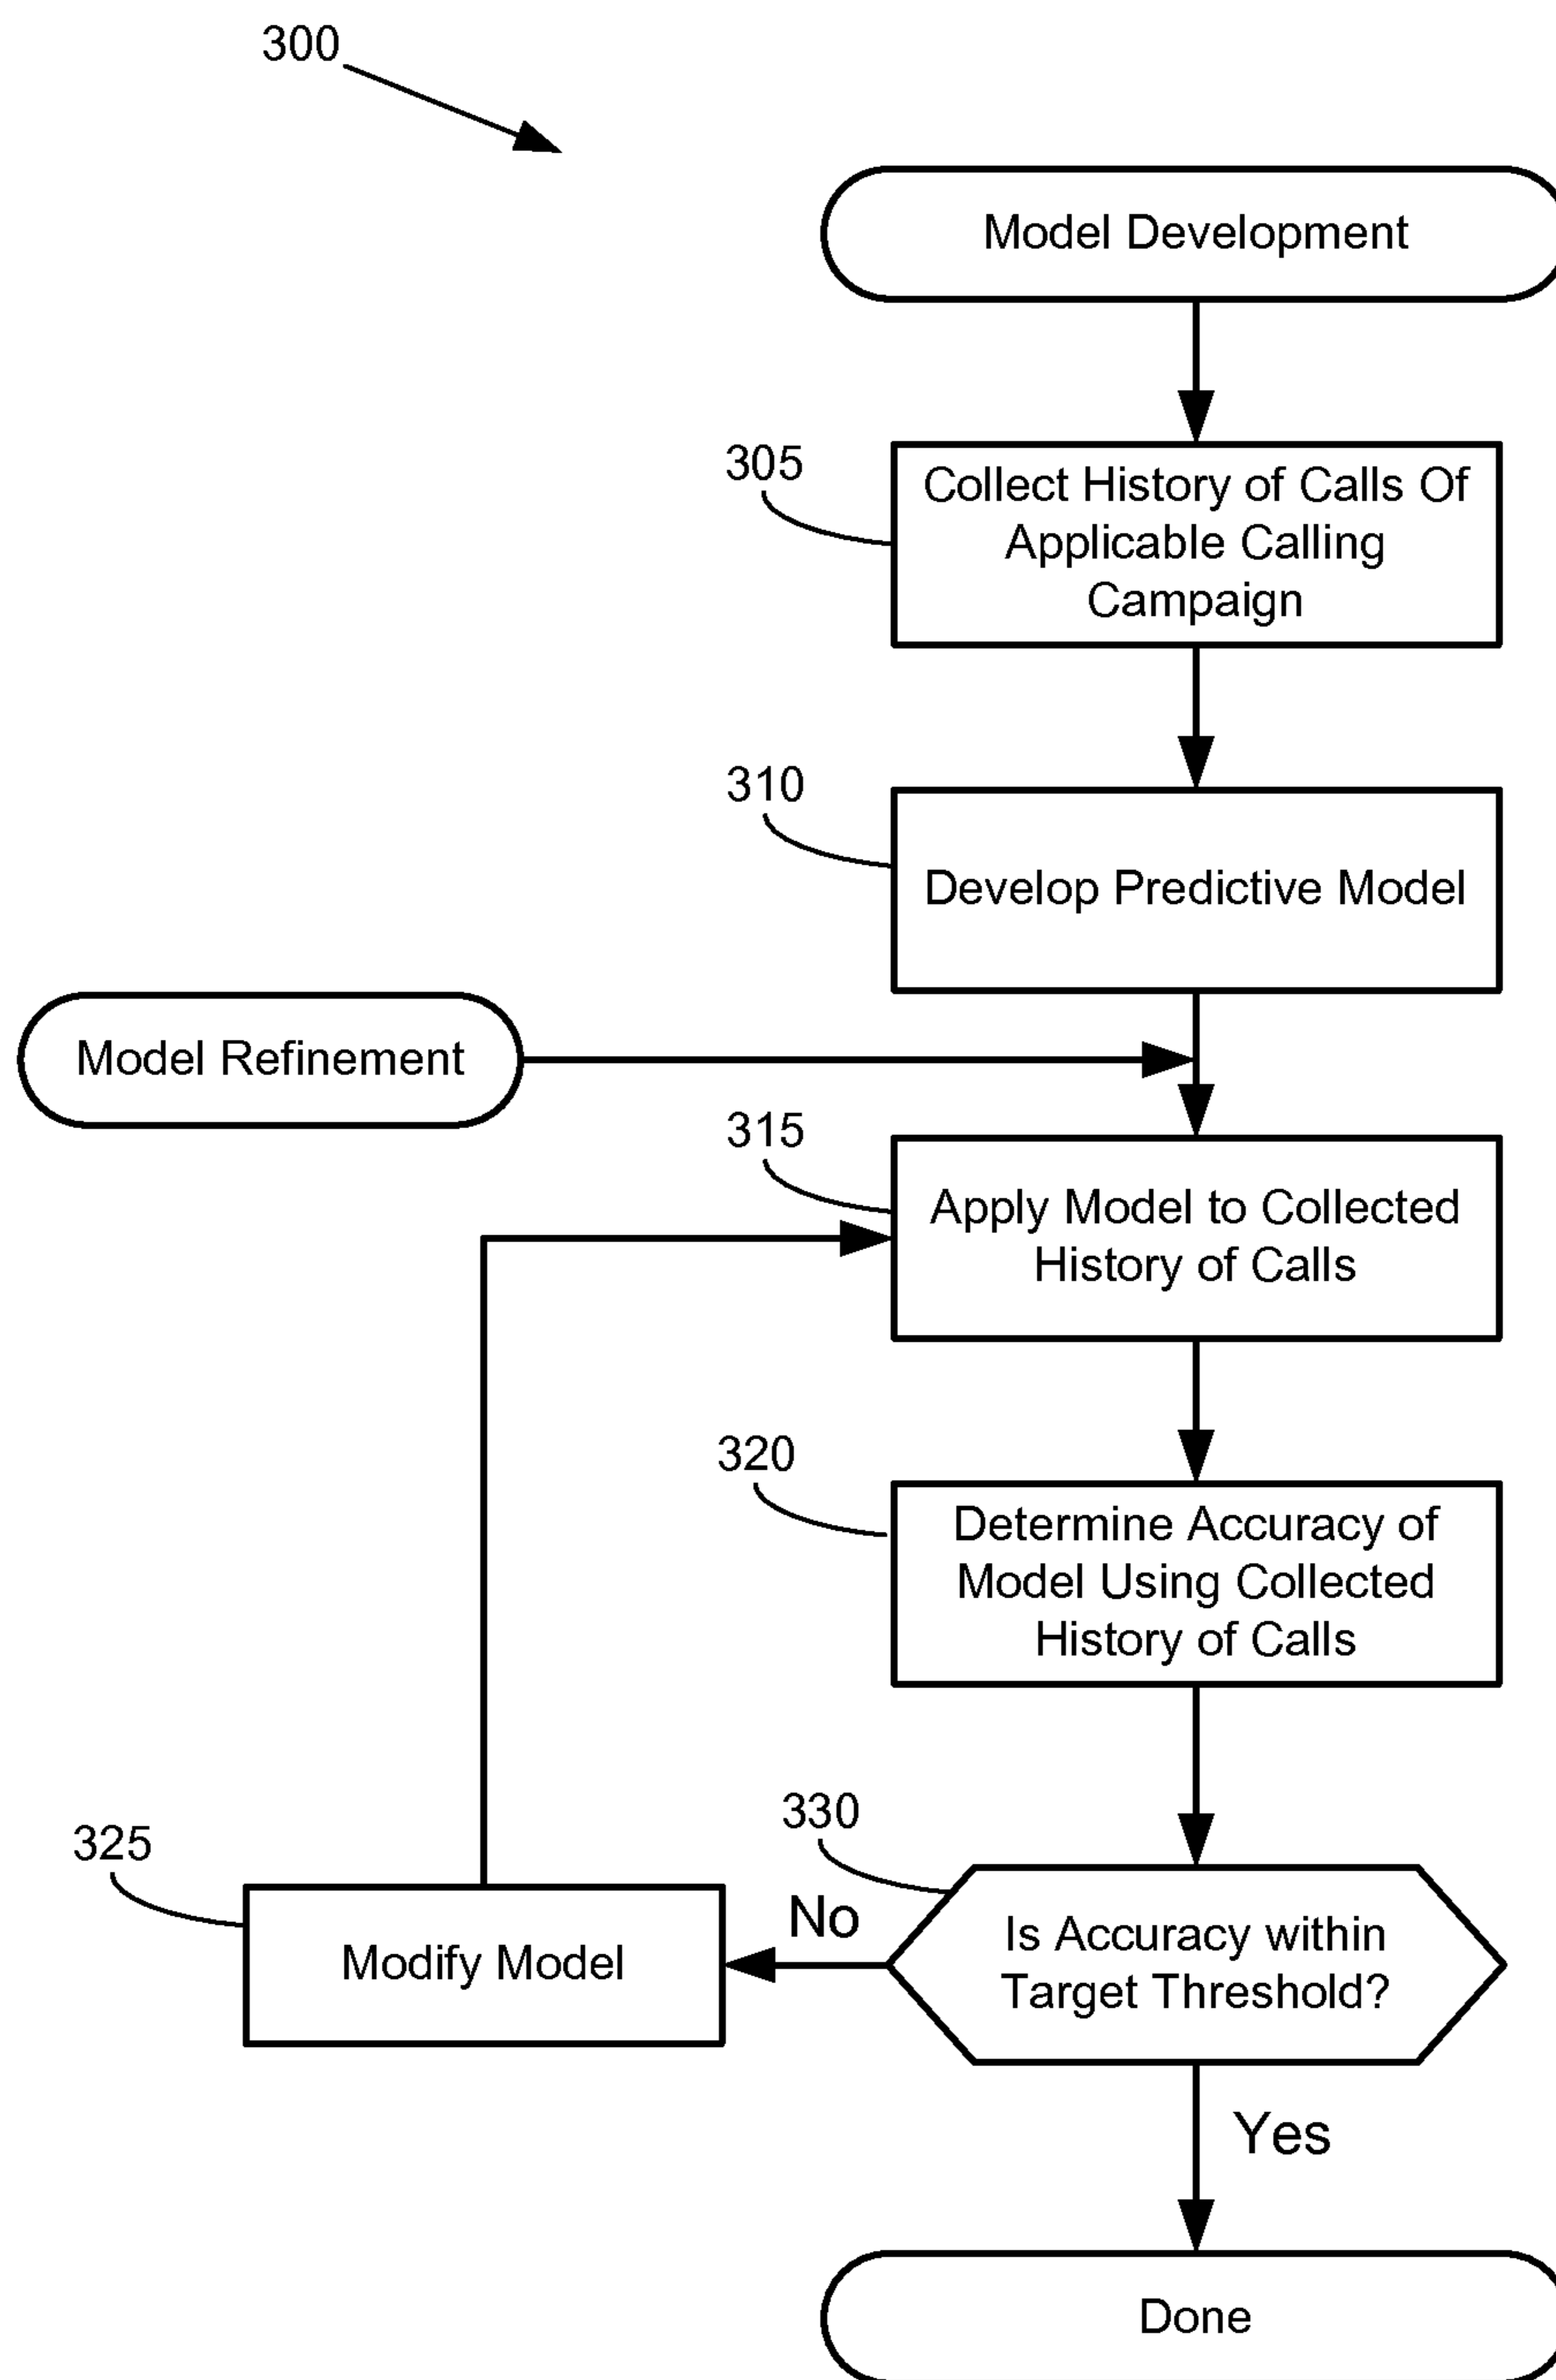 300
Model Development
305
Collect History of Calls Of
Applicable Calling
Campaign
310
Develop Predictive Model
Model Refinement
315
Apply Model to Collected
History of Calls
320
Determine Accuracy of
Model Using Collected
History of Calls
330
325
No
Is Accuracy within
Target Threshold?
Modify Model
Yes
Done